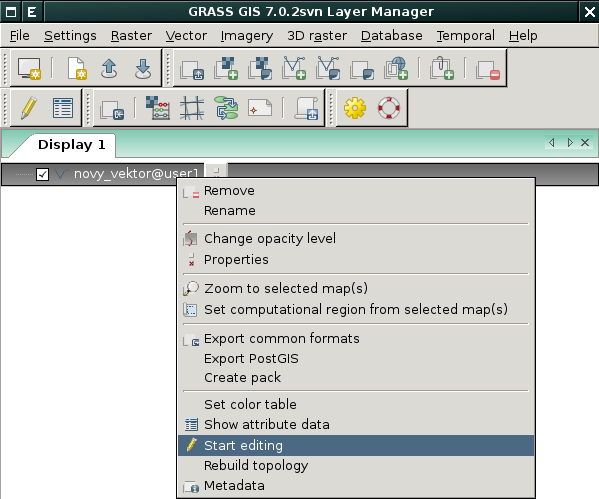 GRASS GIS 7.0.2svn Layer Manager
File Settings Raster Vector Imagery 3D raster Database Temporal Help
Display 1
novy_vektor@user1
Remove
Rename
Change opacity level
Properties
Zoom to selected map(s)
Set computational region from selected map(s)
Export common formats
Export PostGIS
Create pack
Set color table
Show attribute data
Start editing
Rebuild topology
Metadata